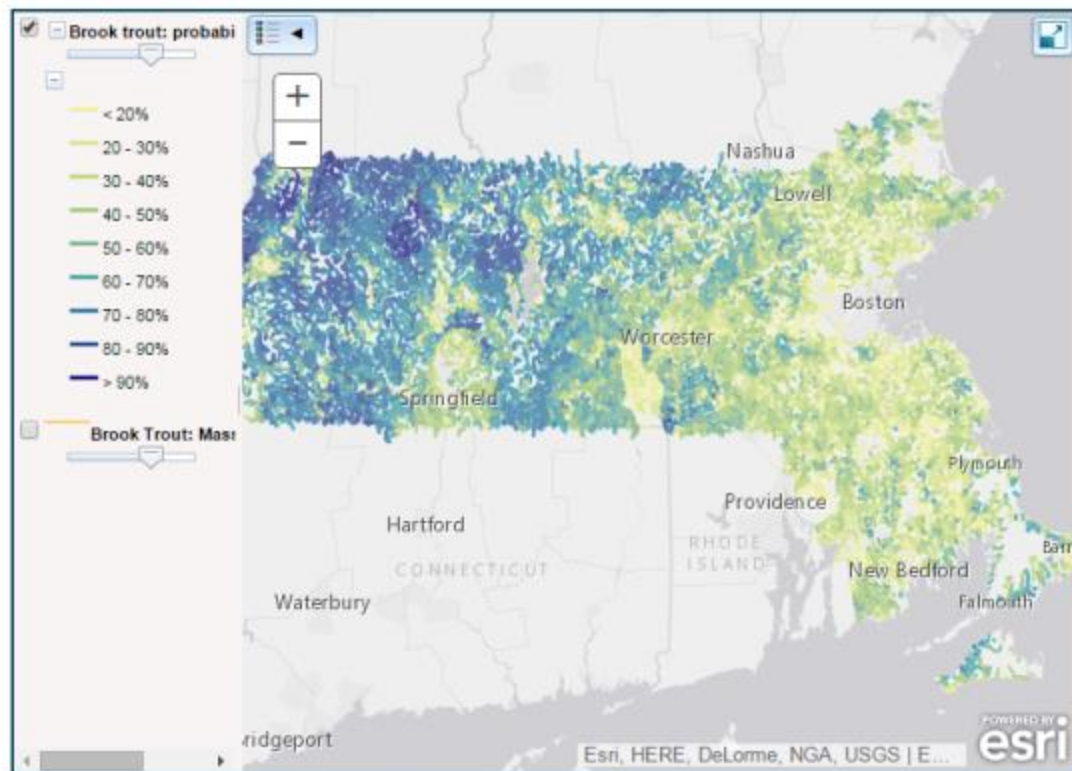 Brook trout: probabi
< 20%
20 - 30%
30 - 40%
40 - 50%
50 - 60%
60 - 70%
70 - 80%
80 - 90%
> 90%
Brook Trout: Mass
+
−
Nashua
Lowell
Boston
Worcester
Springfield
Plymouth
Providence
Hartford
RHODE
ISLAND
CONNECTICUT
New Bedford
Barn
Waterbury
Falmouth
ridgeport
Esri, HERE, DeLorme, NGA, USGS | E...
POWERED BY
esri